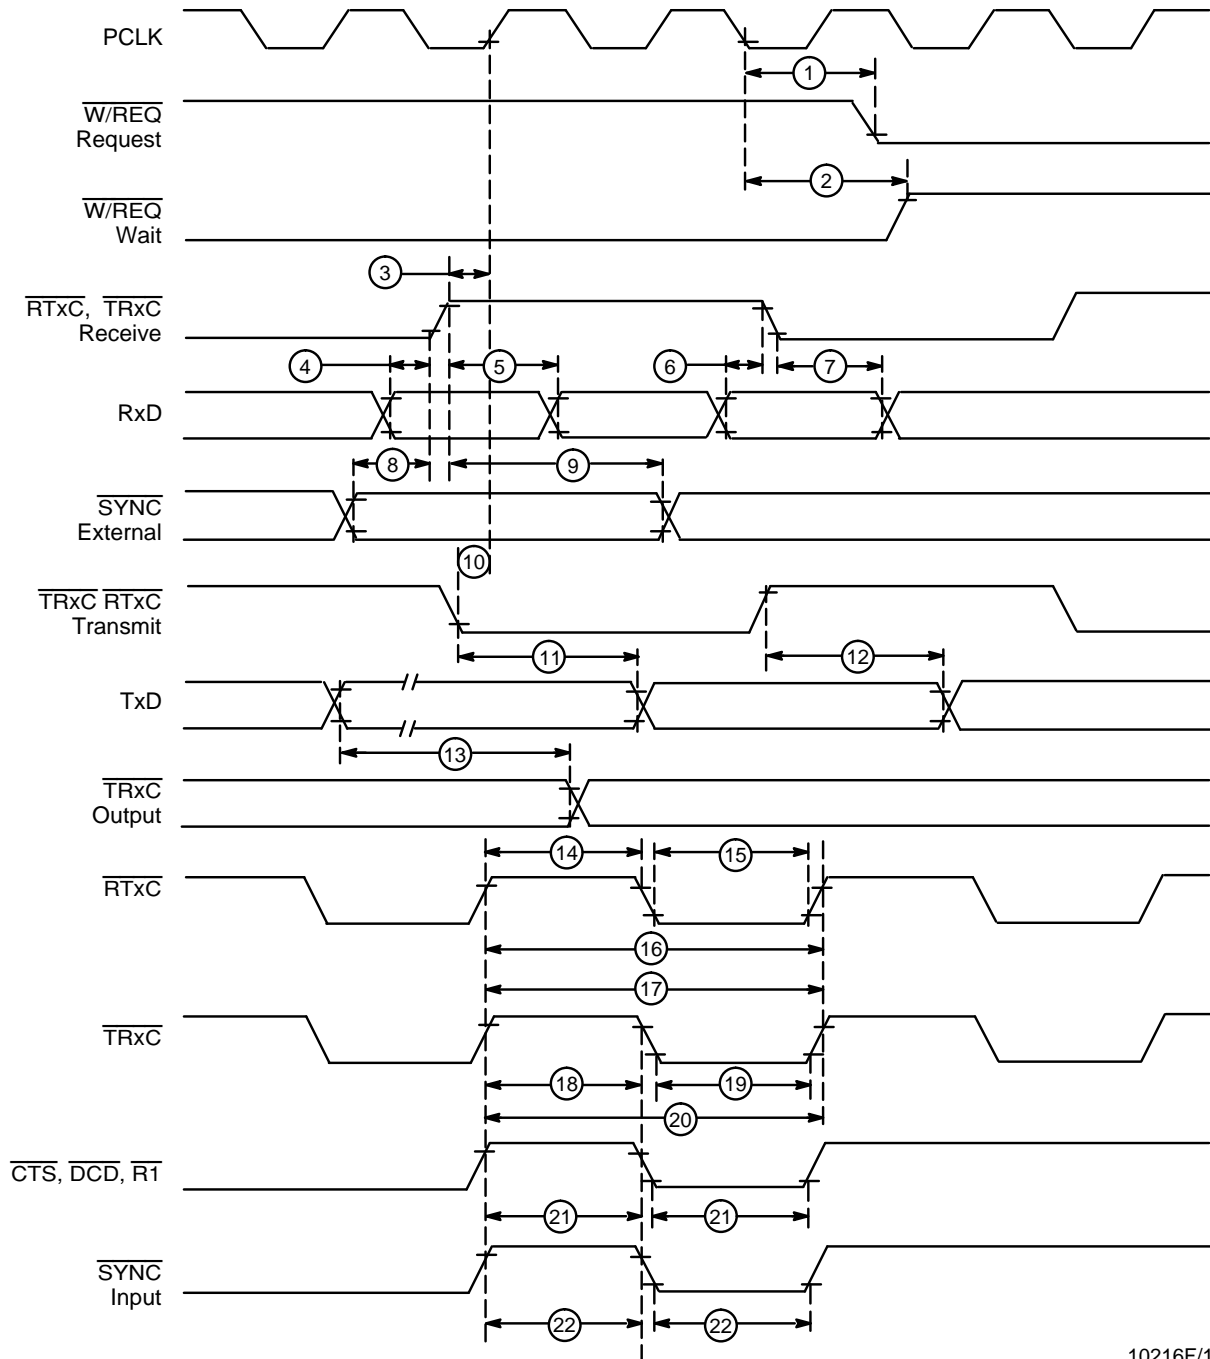 PCLK
1
W/REQ
Request
2
W/REQ
Wait
3
RTxC, TRxC
Receive
4 5 6 7
RxD
8 9
SYNC
External
10
TRxC RTxC
Transmit
11 12
TxD
13
TRxC
Output
14 15
RTxC
16
17
TRxC
18 19
20
CTS, DCD, R1
21 21
SYNC
Input
22 22